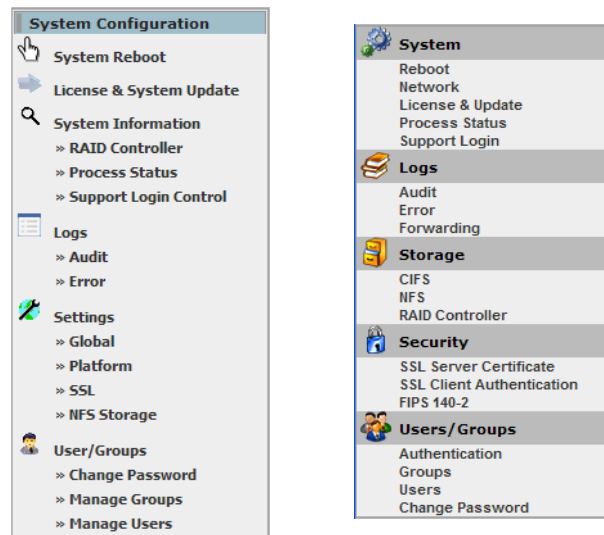 System Configuration
System Reboot
License & System Update
System Information
» RAID Controller
» Process Status
» Support Login Control
Logs
» Audit
» Error
Settings
» Global
» Platform
» SSL
» NFS Storage
User/Groups
» Change Password
» Manage Groups
» Manage Users
System
Reboot
Network
License & Update
Process Status
Support Login
Logs
Audit
Error
Forwarding
Storage
CIFS
NFS
RAID Controller
Security
SSL Server Certificate
SSL Client Authentication
FIPS 140-2
Users/Groups
Authentication
Groups
Users
Change Password